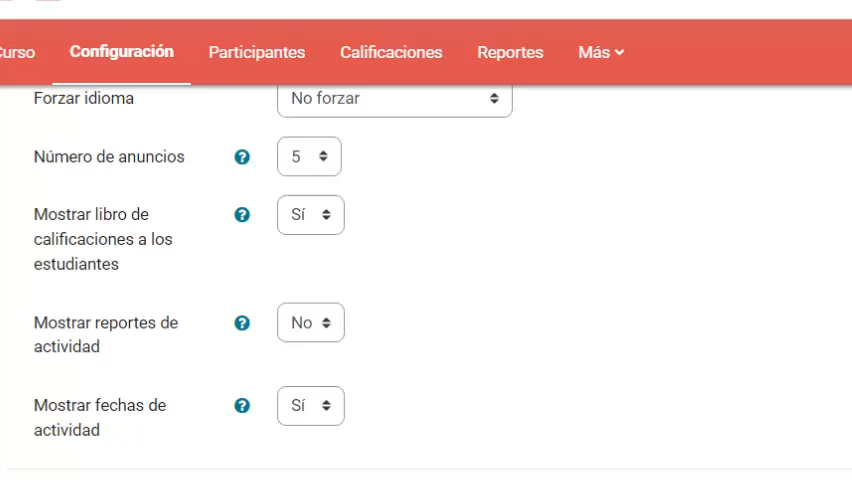 Curso Configuración Participantes Calificaciones Reportes Más
Forzar idioma No forzar
Número de anuncios ? 5
Mostrar libro de ? Sí
calificaciones a los
estudiantes
Mostrar reportes de ? No
actividad
Mostrar fechas de ? Sí
actividad